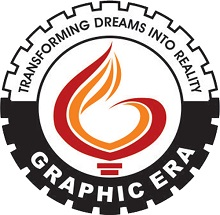 TRANSFORMING DREAMS INTO REALITY
GRAPHIC ERA